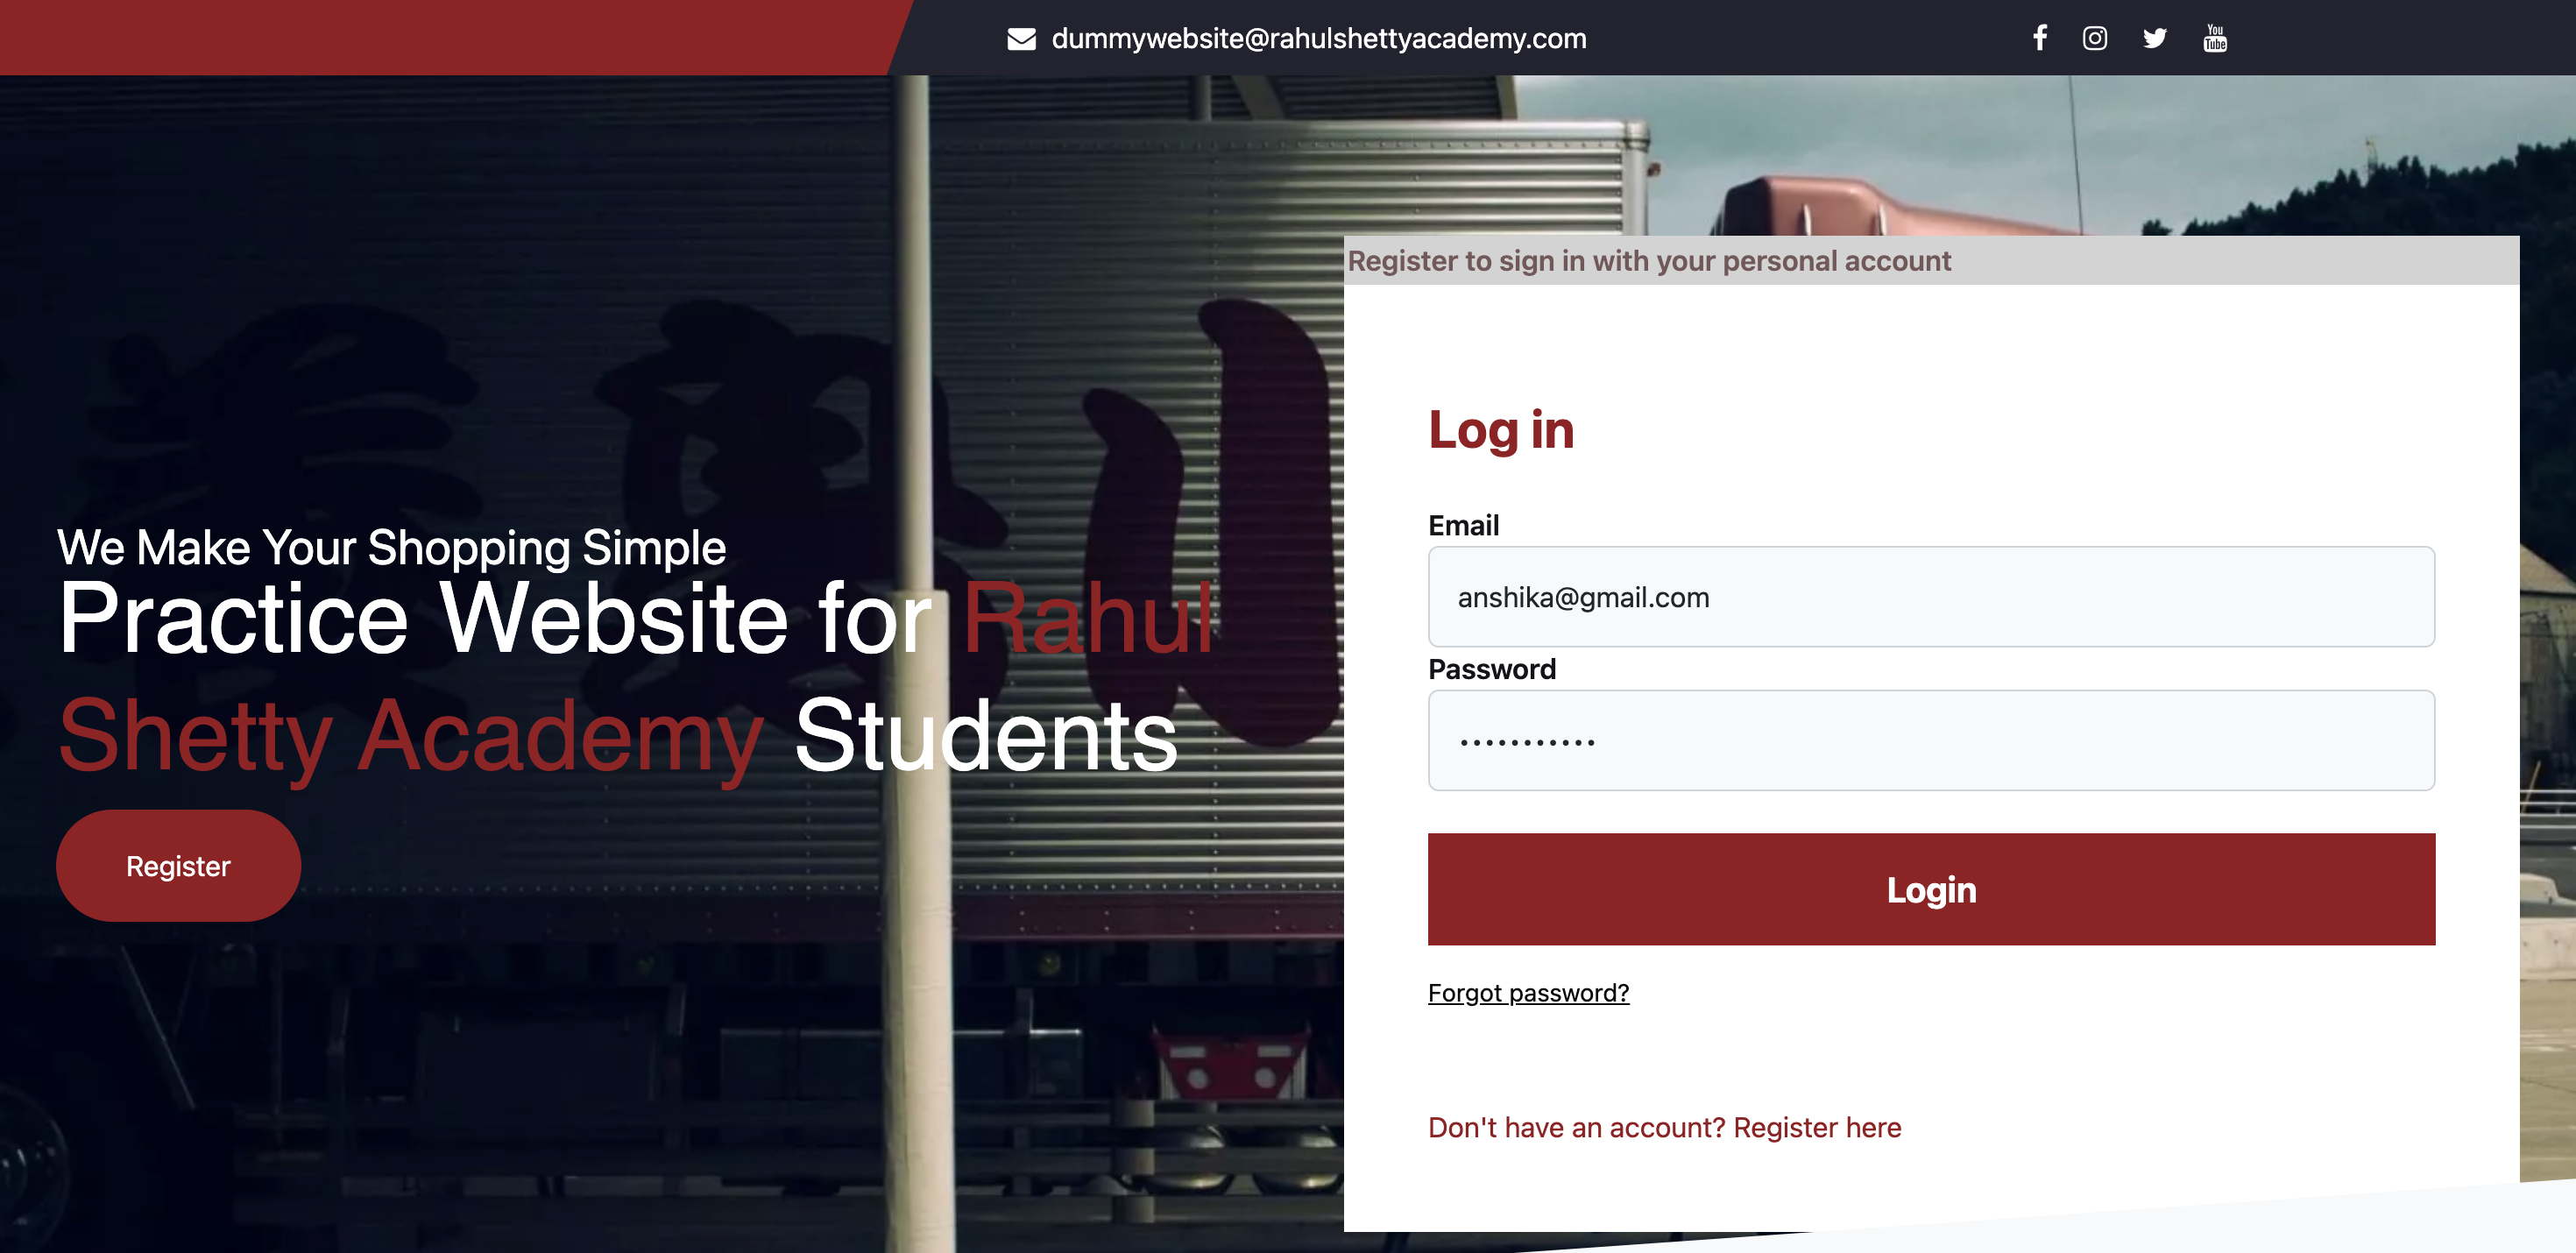 dummywebsite@rahulshettyacademy.com
You
Tube
Register to sign in with your personal account
We Make Your Shopping Simple
Practice Website for Rahul
Shetty Academy Students
Register
Log in
Email
anshika@gmail.com
Password
···········
Login
Forgot password?
Don't have an account? Register here